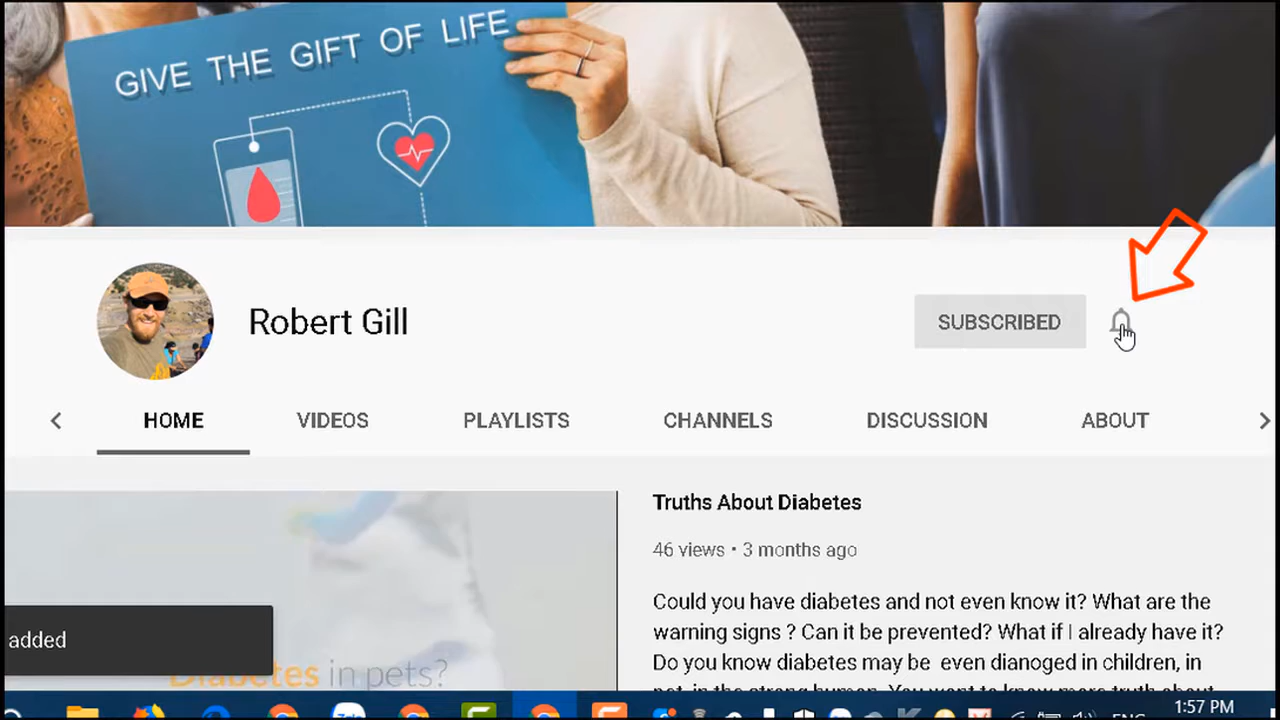 GIVE THE GIFT OF LIFE
Robert Gill
SUBSCRIBED
HOME VIDEOS PLAYLISTS CHANNELS DISCUSSION ABOUT
Truths About Diabetes
46 views • 3 months ago
Could you have diabetes and not even know it? What are the
warning signs ? Can it be prevented? What if I already have it?
Do you know diabetes may be even dianoged in children, in
added
Diabetes in pets?
1:57 PM